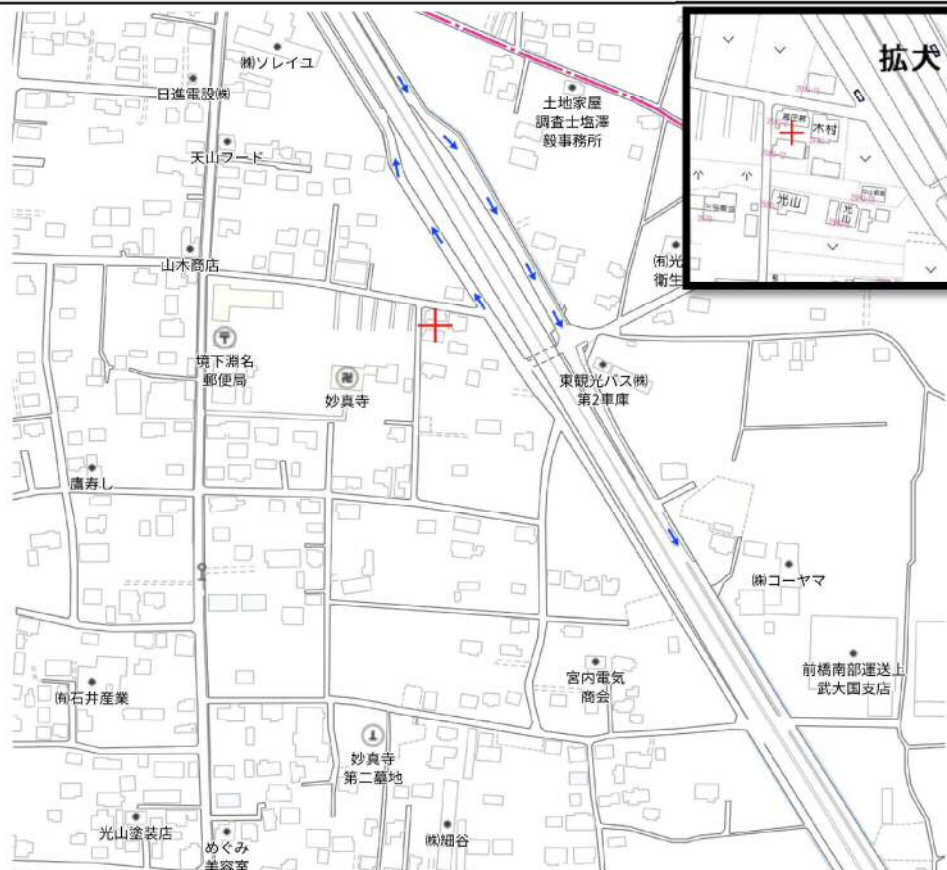 拡大
㈱ソレイユ
日進電設㈱
土地家屋
調査士塩澤
毅事務所
天山フード
木村
光山
光山
山木商店
㈲光
衛生
境下淵名
郵便局
妙真寺
東観光バス㈱
第2車庫
鷹寿し
㈱コーヤマ
宮内電気
商会
前橋南部運送上
武大国支店
㈲石井産業
妙真寺
第二墓地
光山塗装店
めぐみ
美容室
㈱細谷